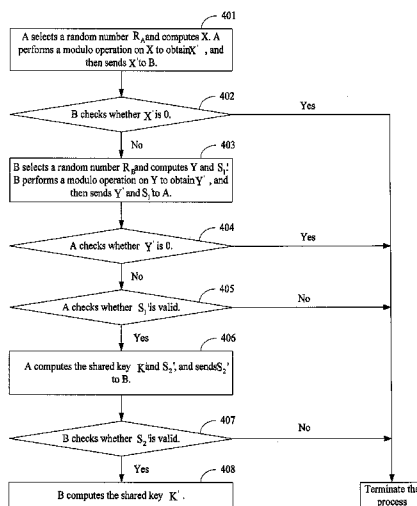 401
A selects a random number R_A and computes X. A
performs a modulo operation on X to obtain X', and
then sends X' to B.
402
B checks whether X' is 0.
Yes
No
403
B selects a random number R_B and computes Y and S_1'.
B performs a modulo operation on Y to obtain Y', and
then sends Y' and S_1' to A.
404
A checks whether Y' is 0.
Yes
No
405
A checks whether S_1' is valid.
No
Yes
406
A computes the shared key K and S_2', and sends S_2'
to B.
407
B checks whether S_2' is valid.
No
Yes
408
B computes the shared key K'.
Terminate the
process